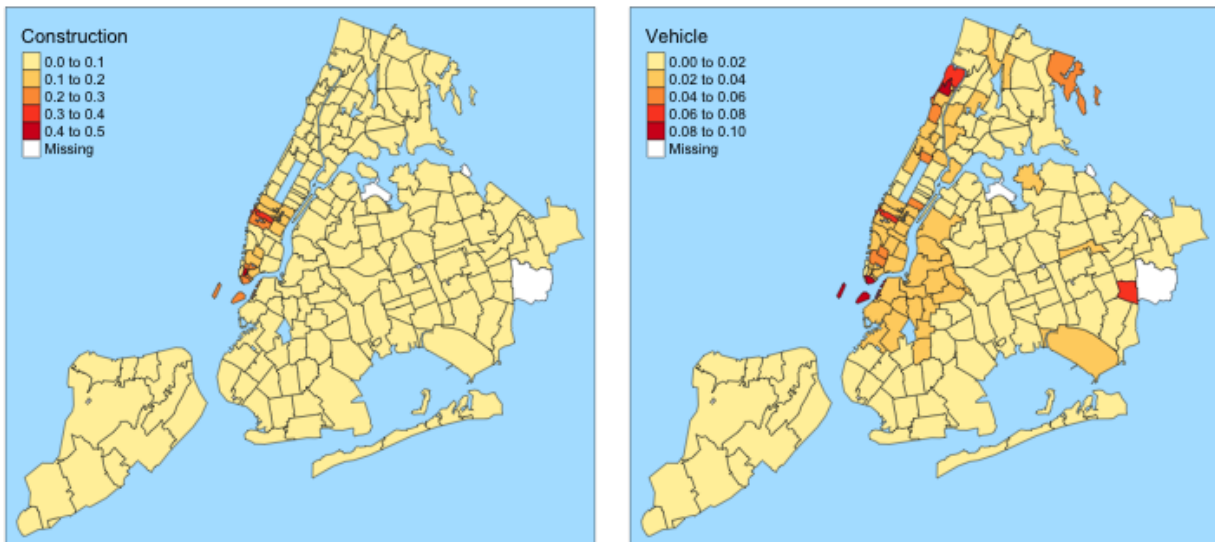 Construction
0.0 to 0.1
0.1 to 0.2
0.2 to 0.3
0.3 to 0.4
0.4 to 0.5
Missing
Vehicle
0.00 to 0.02
0.02 to 0.04
0.04 to 0.06
0.06 to 0.08
0.08 to 0.10
Missing